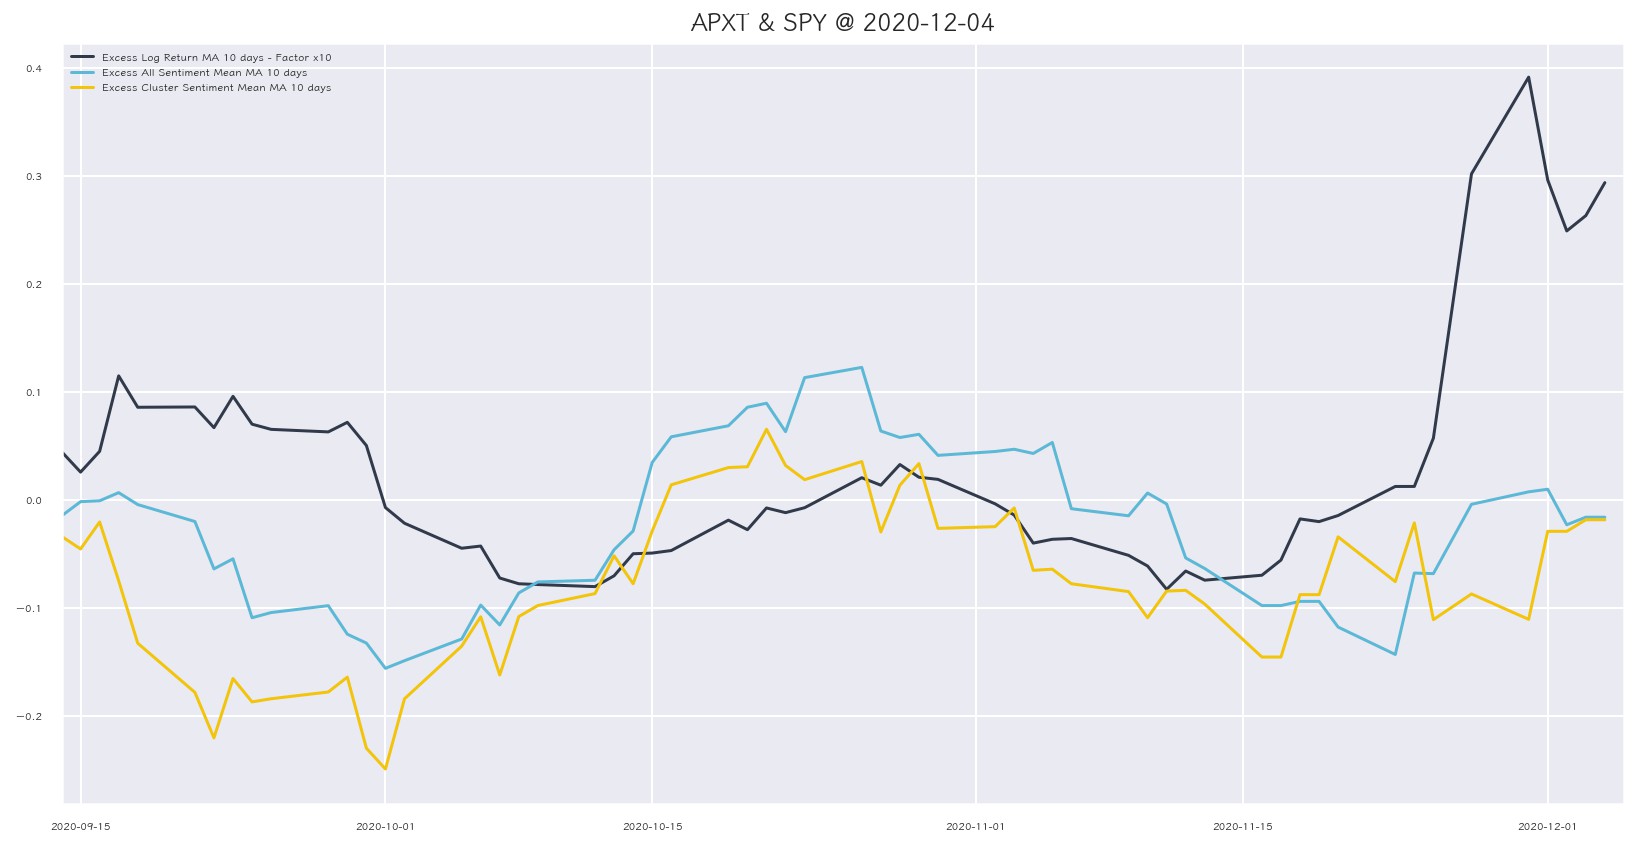 APXT & SPY @ 2020-12-04
Excess Log Return MA 10 days - Factor x10
Excess All Sentiment Mean MA 10 days
Excess Cluster Sentiment Mean MA 10 days
0.4
0.3
0.2
0.1
0.0
−0.1
−0.2
2020-09-15 2020-10-01 2020-10-15 2020-11-01 2020-11-15 2020-12-01